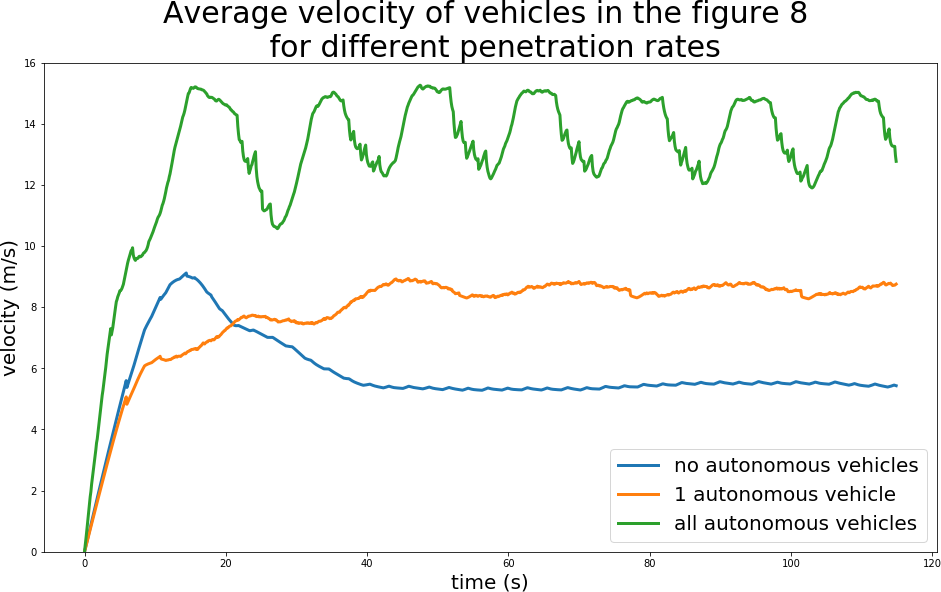 Average velocity of vehicles in the figure 8
for different penetration rates
16
14
12
10
8
6
4
2
0
velocity (m/s)
no autonomous vehicles
1 autonomous vehicle
all autonomous vehicles
0 20 40 60 80 100 120
time (s)